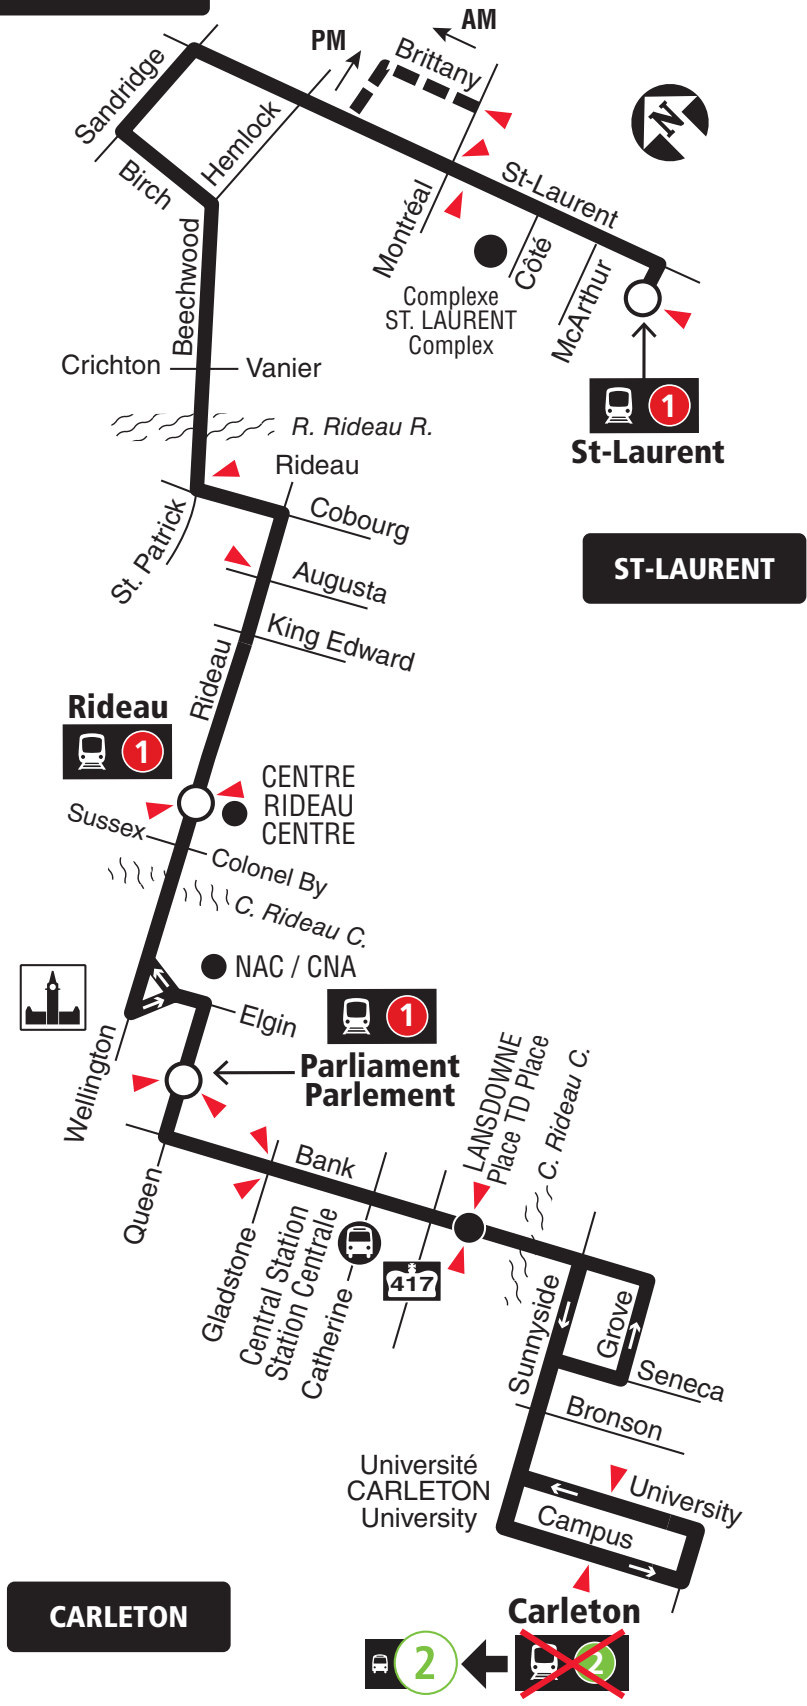 AM
PM
Brittany
Sandridge
Hemlock
N
Birch
St-Laurent
Montréal
Côté
McArthur
Beechwood
Complexe
ST. LAURENT
Complex
Crichton
Vanier
1
St-Laurent
R. Rideau R.
Rideau
Cobourg
St. Patrick
ST-LAURENT
Augusta
King Edward
Rideau
Rideau
1
CENTRE
RIDEAU
CENTRE
Sussex
Colonel By
C. Rideau C.
NAC / CNA
Elgin
1
Wellington
Parliament
Parlement
LANSDOWNE
Place TD Place
C. Rideau C.
Queen
Bank
Gladstone
Central Station
Station Centrale
Catherine
417
Sunnyside
Grove
Seneca
Bronson
Université
CARLETON
University
University
Campus
CARLETON
Carleton
2
2